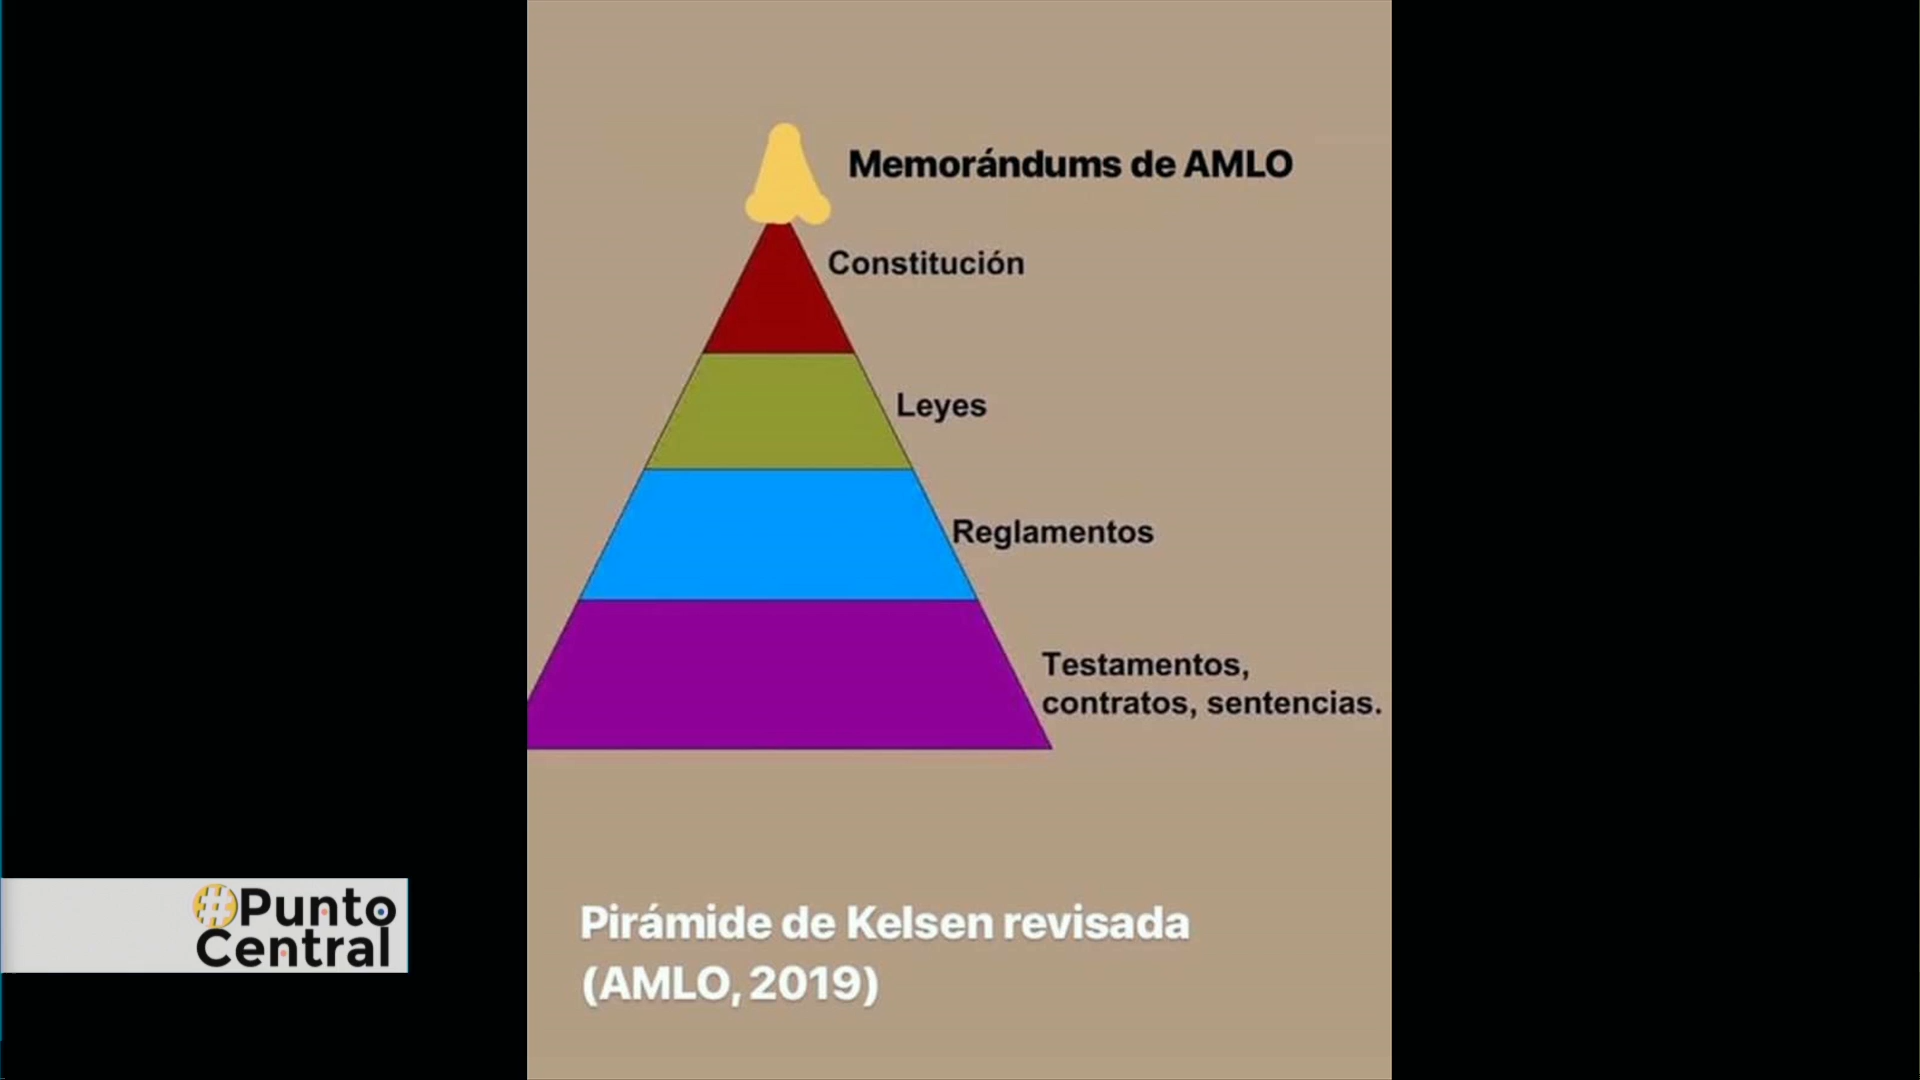 Memorándums de AMLO
Constitución
Leyes
Reglamentos
Testamentos,
contratos, sentencias.
Pirámide de Kelsen revisada
(AMLO, 2019)
#Punto
Central